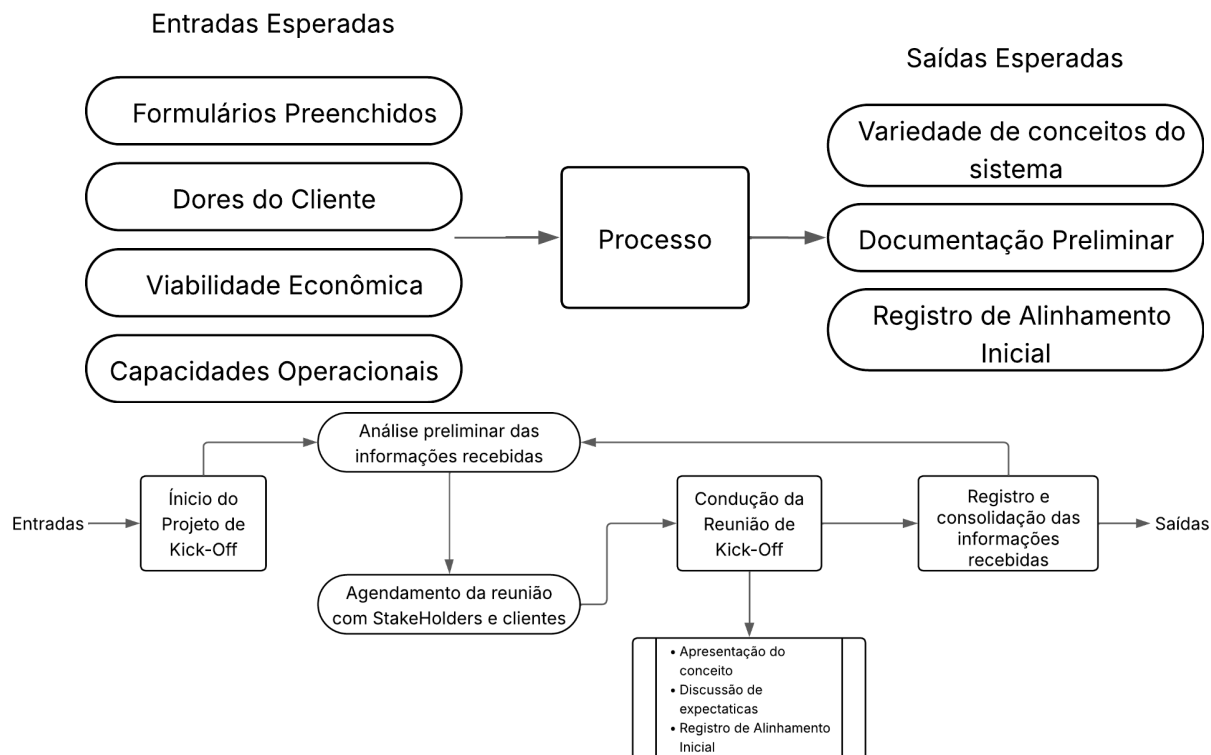 Entradas Esperadas
Saídas Esperadas
Formulários Preenchidos
Dores do Cliente
Viabilidade Econômica
Capacidades Operacionais
Processo
Variedade de conceitos do
sistema
Documentação Preliminar
Registro de Alinhamento
Inicial
Entradas
Ínicio do
Projeto de
Kick-Off
Análise preliminar das
informações recebidas
Agendamento da reunião
com StakeHolders e clientes
Condução da
Reunião de
Kick-Off
• Apresentação do
conceito
• Discussão de
expectaticas
• Registro de Alinhamento
Inicial
Registro e
consolidação das
informações
recebidas
Saídas